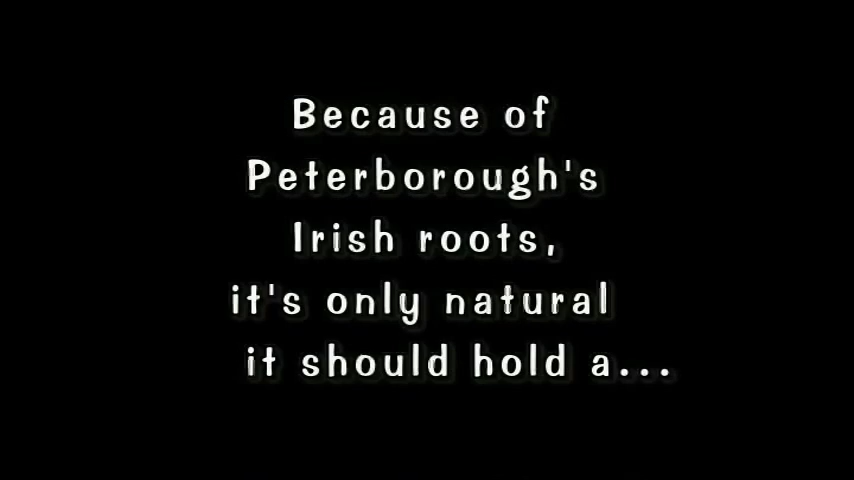 Because of
Peterborough's
Irish roots,
it's only natural
it should hold a...